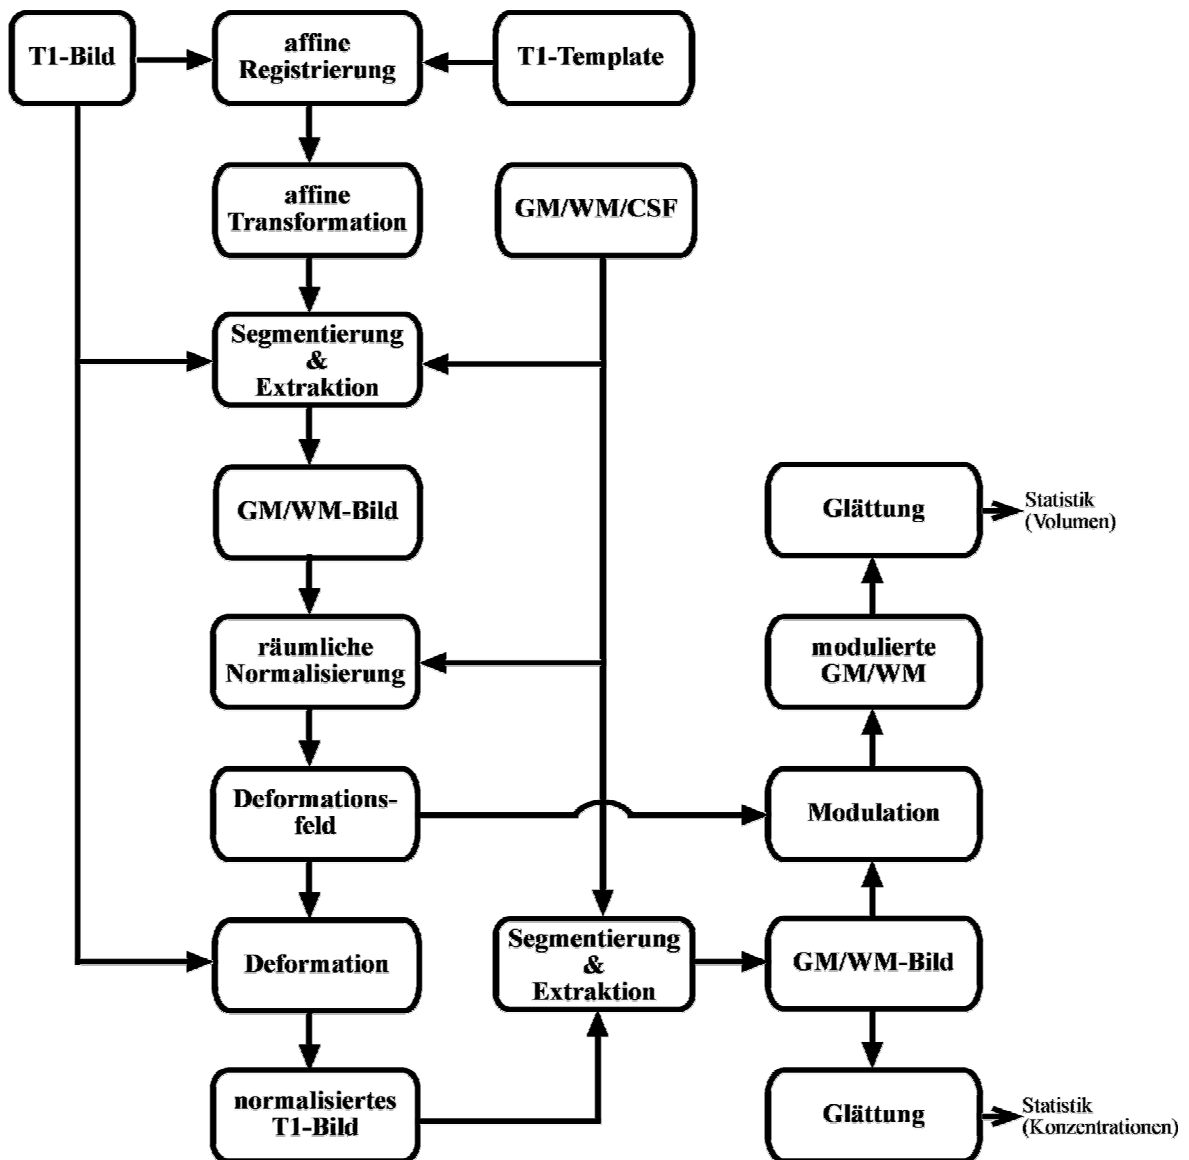 T1-Bild
affine
Registrierung
T1-Template
affine
Transformation
GM/WM/CSF
Segmentierung
&
Extraktion
GM/WM-Bild
Glättung
Statistik
(Volumen)
räumliche
Normalisierung
modulierte
GM/WM
Deformations-
feld
Modulation
Deformation
Segmentierung
&
Extraktion
GM/WM-Bild
normalisiertes
T1-Bild
Glättung
Statistik
(Konzentrationen)